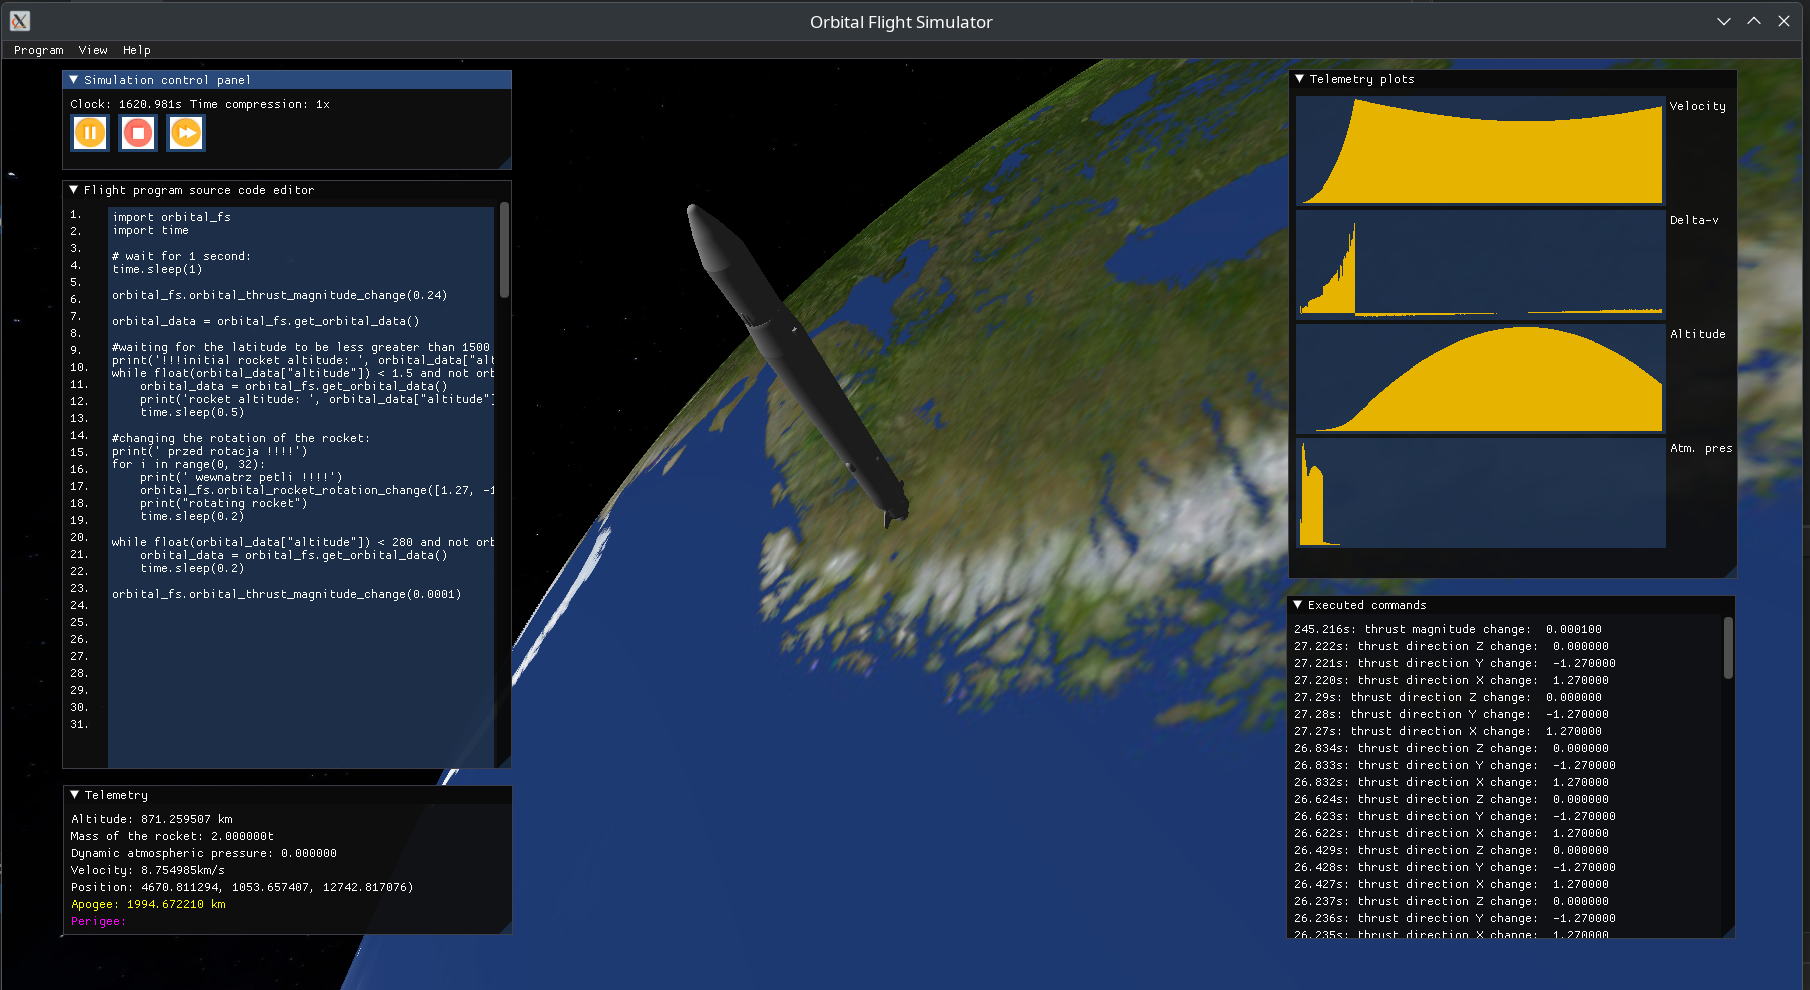 Orbital Flight Simulator
Program View Help
Simulation control panel
Clock: 1620.981s Time compression: 1x
Flight program source code editor
1.
2.
3.
4.
5.
6.
7.
8.
9.
10.
11.
12.
13.
14.
15.
16.
17.
18.
19.
20.
21.
22.
23.
24.
25.
26.
27.
28.
29.
30.
31.
import orbital_fs
import time
# wait for 1 second:
time.sleep(1)
orbital_fs.orbital_thrust_magnitude_change(0.24)
orbital_data = orbital_fs.get_orbital_data()
#waiting for the latitude to be less greater than 1500
print('!!!initial rocket altitude: ', orbital_data["alt
while float(orbital_data["altitude"]) < 1.5 and not orb
    orbital_data = orbital_fs.get_orbital_data()
    print('rocket altitude: ', orbital_data["altitude"]
    time.sleep(0.5)
#changing the rotation of the rocket:
print(' przed rotacja !!!!')
for i in range(0, 32):
    print(' wewnatrz petli !!!!')
    orbital_fs.orbital_rocket_rotation_change([1.27, -1
    print("rotating rocket")
    time.sleep(0.2)
while float(orbital_data["altitude"]) < 280 and not orb
    orbital_data = orbital_fs.get_orbital_data()
    time.sleep(0.2)
orbital_fs.orbital_thrust_magnitude_change(0.0001)
Telemetry
Altitude: 871.259507 km
Mass of the rocket: 2.000000t
Dynamic atmospheric pressure: 0.000000
Velocity: 8.754985km/s
Position: 4670.811294, 1053.657407, 12742.817076)
Apogee: 1994.672210 km
Perigee:
Telemetry plots
Velocity
Delta-v
Altitude
Atm. pres
Executed commands
245.216s: thrust magnitude change:  0.000100
27.222s: thrust direction Z change:  0.000000
27.221s: thrust direction Y change:  -1.270000
27.220s: thrust direction X change:  1.270000
27.29s: thrust direction Z change:  0.000000
27.28s: thrust direction Y change:  -1.270000
27.27s: thrust direction X change:  1.270000
26.834s: thrust direction Z change:  0.000000
26.833s: thrust direction Y change:  -1.270000
26.832s: thrust direction X change:  1.270000
26.624s: thrust direction Z change:  0.000000
26.623s: thrust direction Y change:  -1.270000
26.622s: thrust direction X change:  1.270000
26.429s: thrust direction Z change:  0.000000
26.428s: thrust direction Y change:  -1.270000
26.427s: thrust direction X change:  1.270000
26.237s: thrust direction Z change:  0.000000
26.236s: thrust direction Y change:  -1.270000
26.235s: thrust direction X change:  1.270000